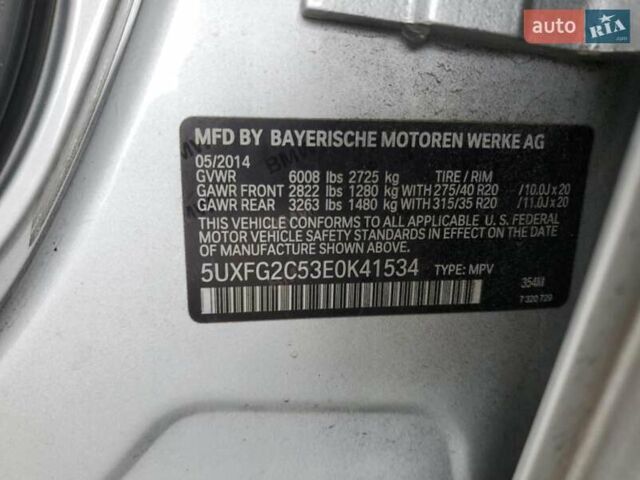 auto RIA.com
MFD BY BAYERISCHE MOTOREN WERKE AG
05/2014
GVWR 6008 lbs 2725 kg TIRE / RIM
GAWR FRONT 2822 lbs 1280 kg WITH 275/40 R20 /10.0J x 20
GAWR REAR 3263 lbs 1480 kg WITH 315/35 R20 /11.0J x 20
THIS VEHICLE CONFORMS TO ALL APPLICABLE U. S. FEDERAL
MOTOR VEHICLE SAFETY STANDARDS IN EFFECT ON THE
DATE OF MANUFACTURE SHOWN ABOVE.
5UXFG2C53E0K41534 TYPE: MPV 354/M
7 320 729